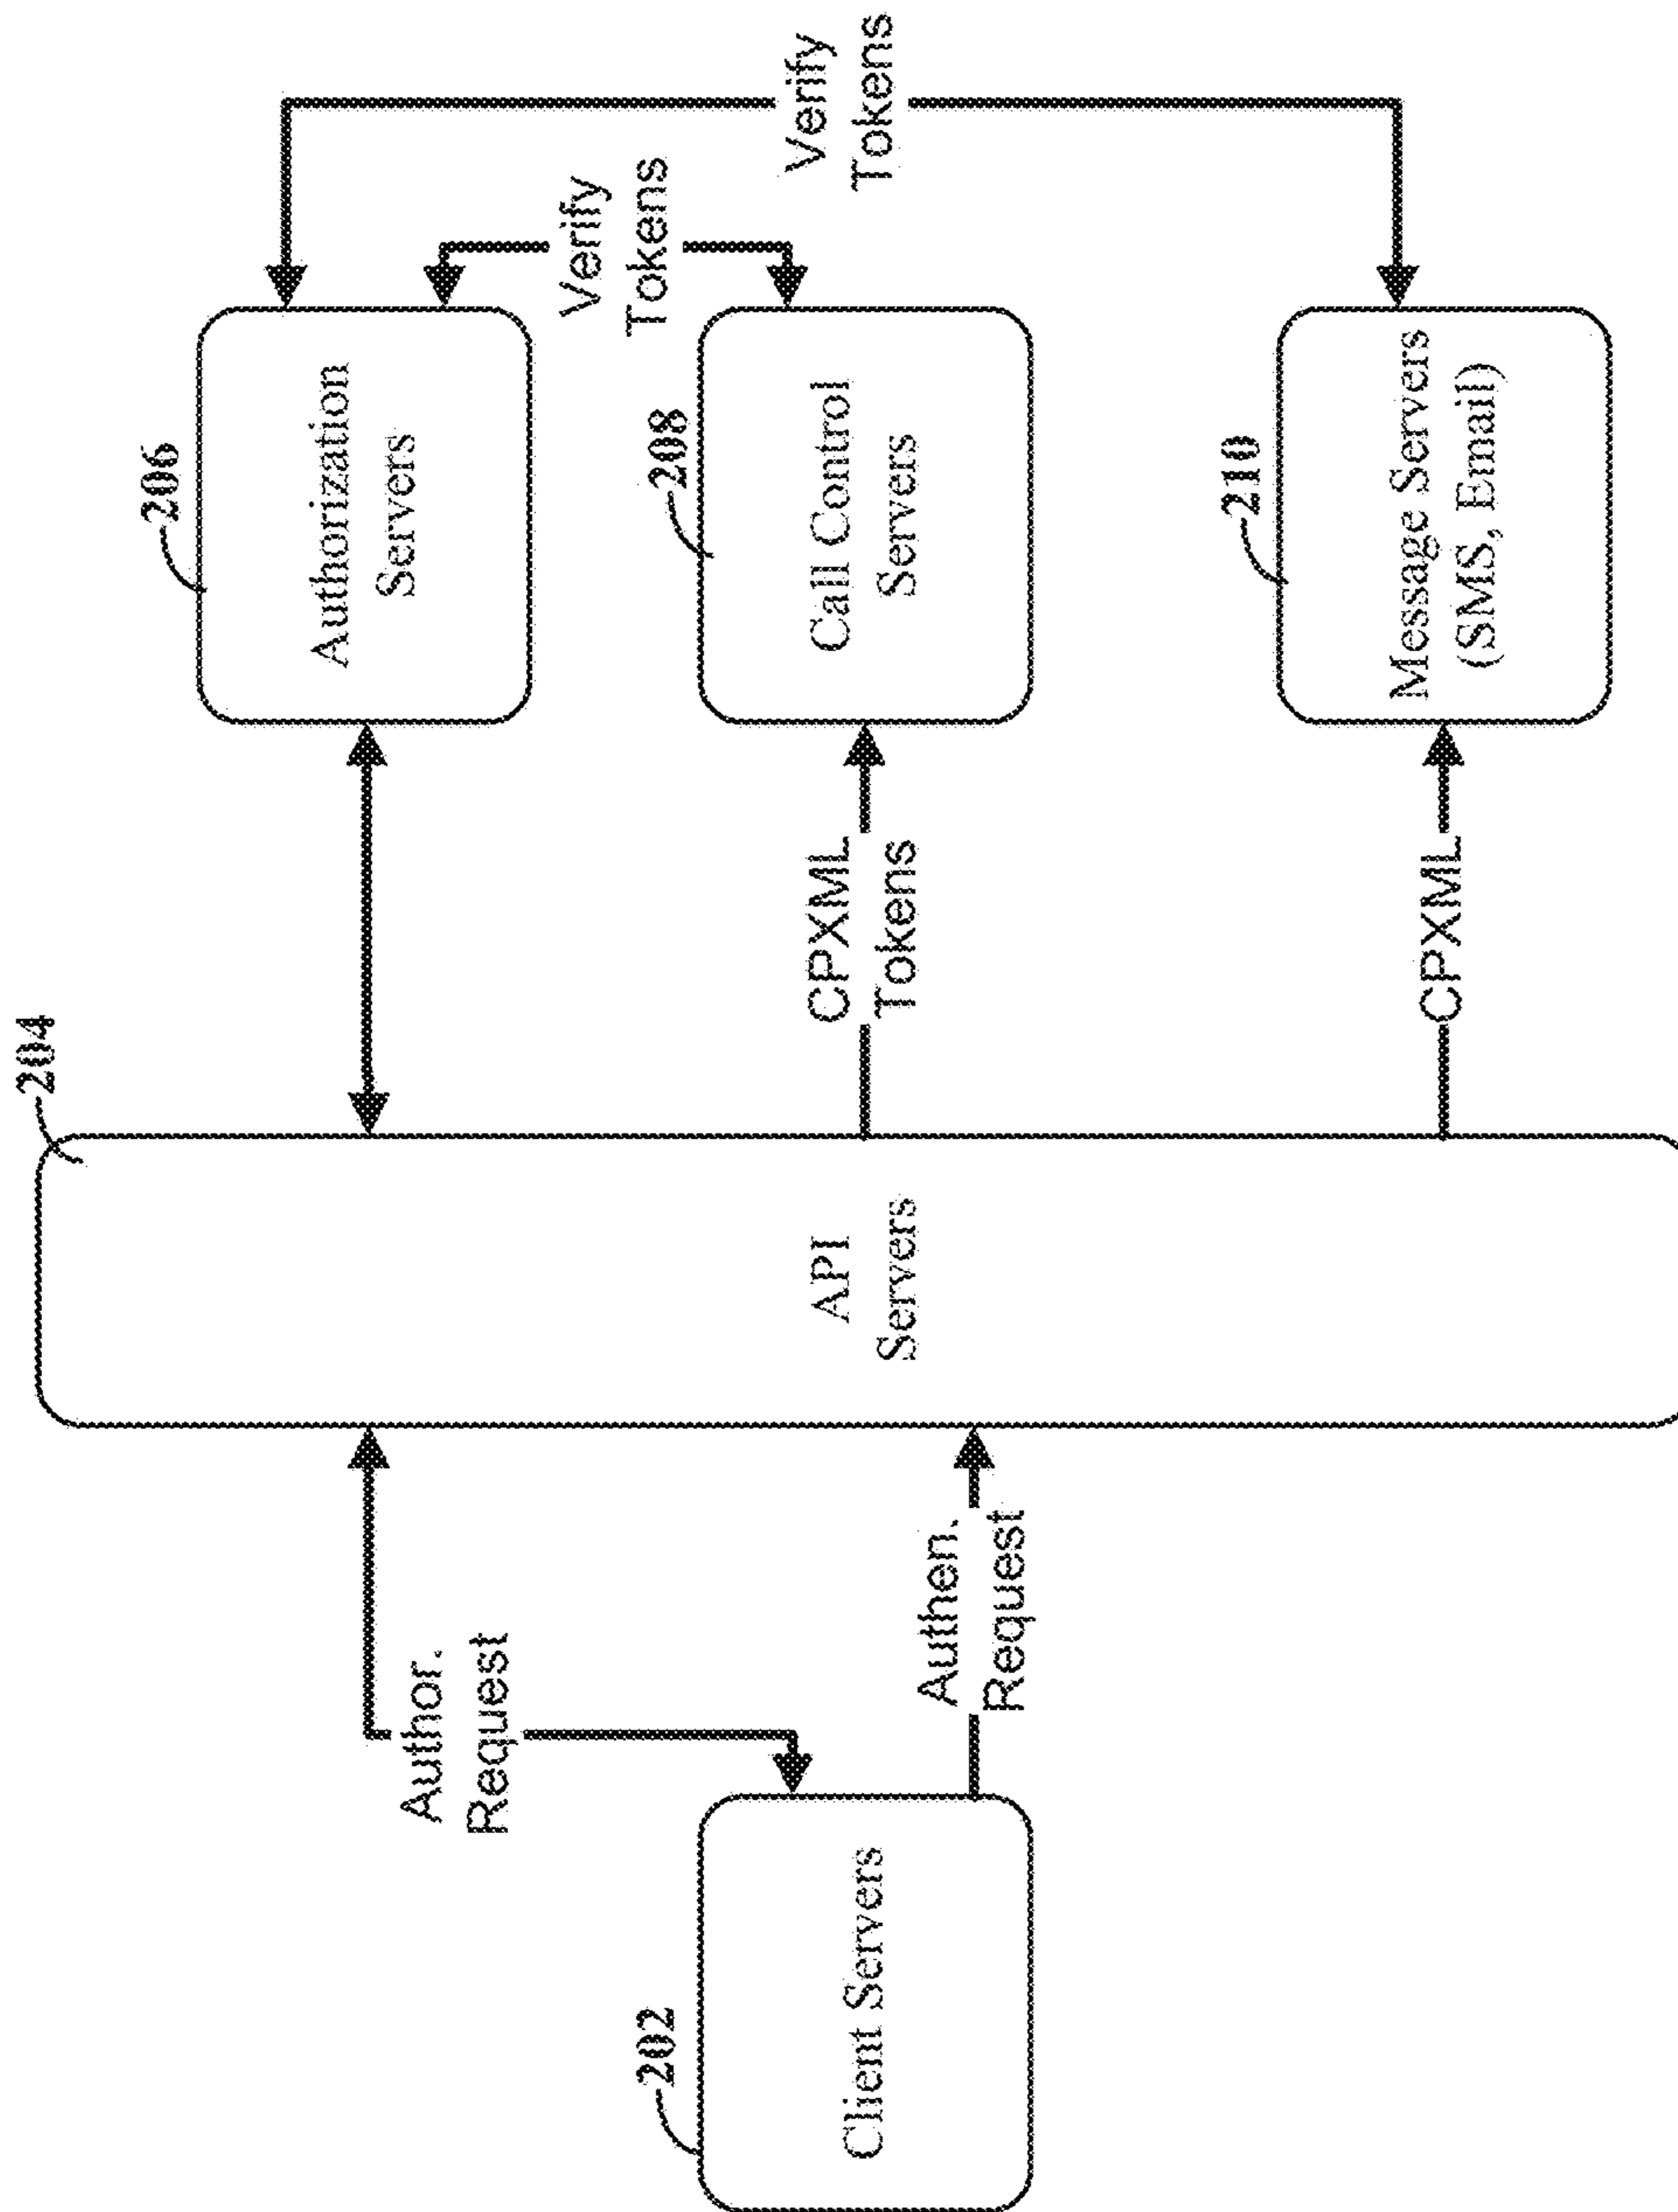 202
Client Servers
Author.
Request
Authen.
Request
204
API
Servers
CPXML
Tokens
CPXML
206
Authorization
Servers
208
Call Control
Servers
210
Message Servers
(SMS, Email)
Verify
Tokens
Verify
Tokens